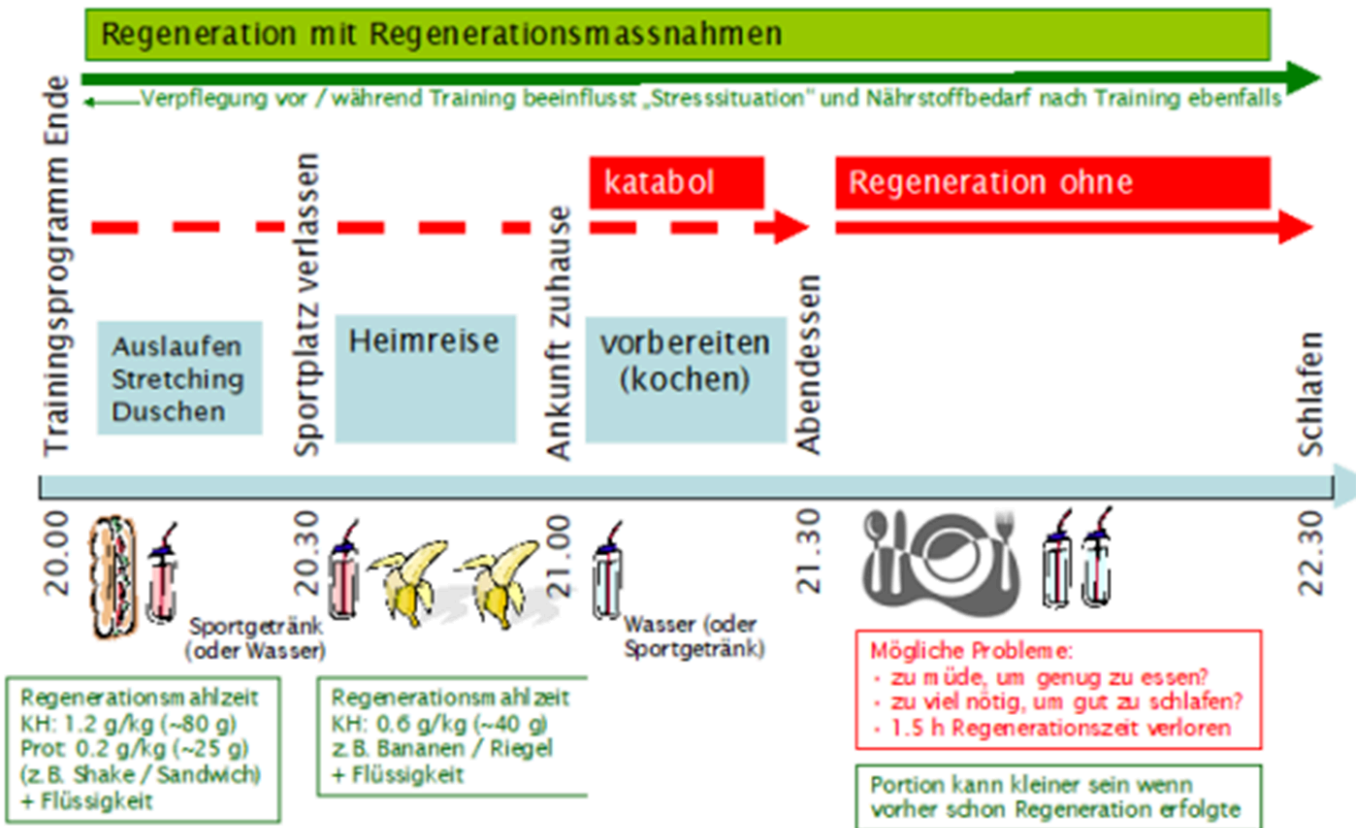 Regeneration mit Regenerationsmassnahmen
Verpflegung vor / während Training beeinflusst „Stresssituation" und Nährstoffbedarf nach Training ebenfalls
katabol
Regeneration ohne
Trainingsprogramm Ende
Sportplatz verlassen
Ankunft zuhause
Abendessen
Schlafen
Auslaufen
Stretching
Duschen
Heimreise
vorbereiten
(kochen)
20.00
20.30
21.00
21.30
22.30
Sportgetränk
(oder Wasser)
Wasser (oder
Sportgetränk)
Regenerationsmahlzeit
KH: 1.2 g/kg (~80 g)
Prot: 0.2 g/kg (~25 g)
(z.B. Shake / Sandwich)
+ Flüssigkeit
Regenerationsmahlzeit
KH: 0.6 g/kg (~40 g)
z.B. Bananen / Riegel
+ Flüssigkeit
Mögliche Probleme:
· zu müde, um genug zu essen?
· zu viel nötig, um gut zu schlafen?
· 1.5 h Regenerationszeit verloren
Portion kann kleiner sein wenn
vorher schon Regeneration erfolgte